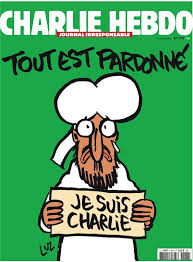 CHARLIE HEBDO
JOURNAL IRRESPONSABLE
TOUT EST PARDONNÉ
JE SUIS
CHARLIE
LUZ